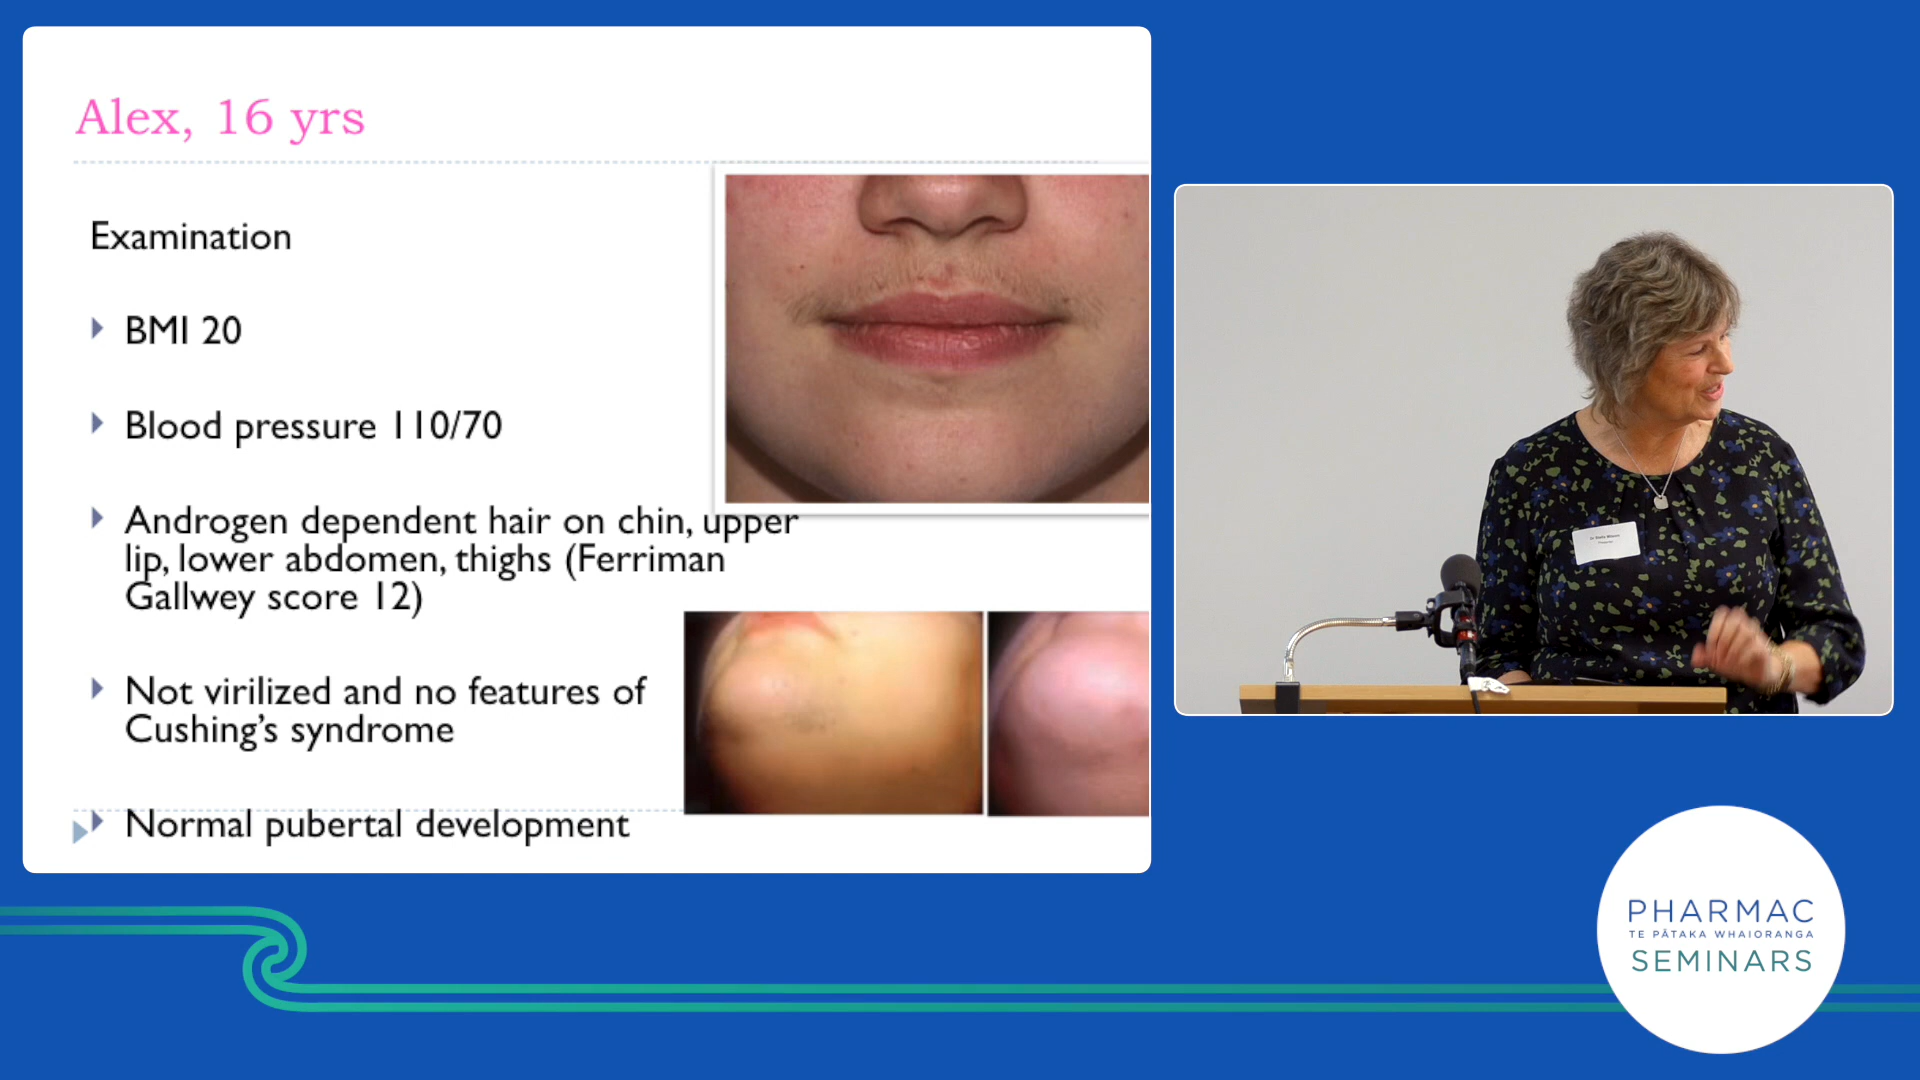 Alex, 16 yrs
Examination
BMI 20
Blood pressure 110/70
Androgen dependent hair on chin, upper
lip, lower abdomen, thighs (Ferriman
Gallwey score 12)
Not virilized and no features of
Cushing's syndrome
Normal pubertal development
PHARMAC
TE PĀTAKA WHAIORANGA
SEMINARS